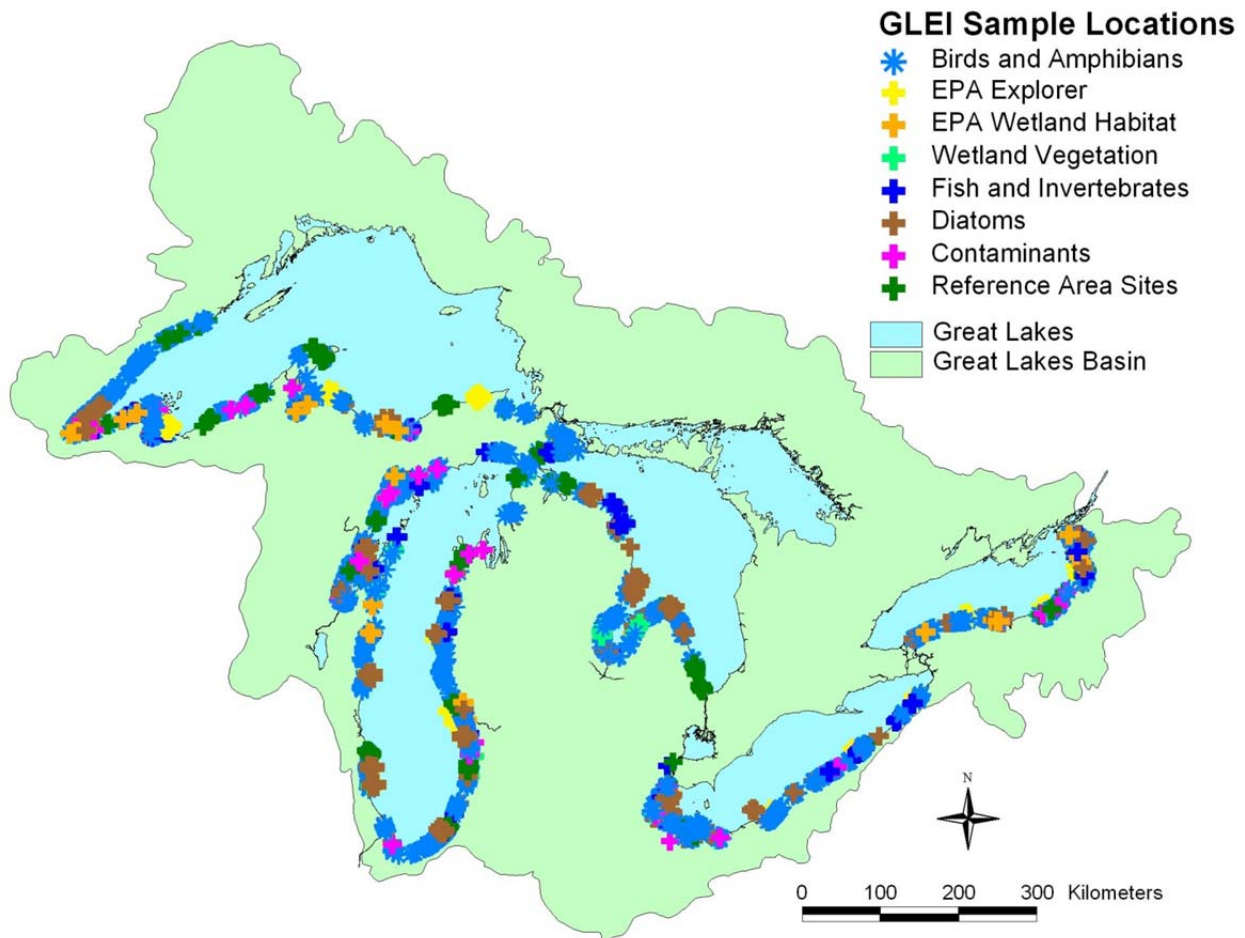 GLEI Sample Locations
Birds and Amphibians
EPA Explorer
EPA Wetland Habitat
Wetland Vegetation
Fish and Invertebrates
Diatoms
Contaminants
Reference Area Sites
Great Lakes
Great Lakes Basin
N
0 100 200 300 Kilometers